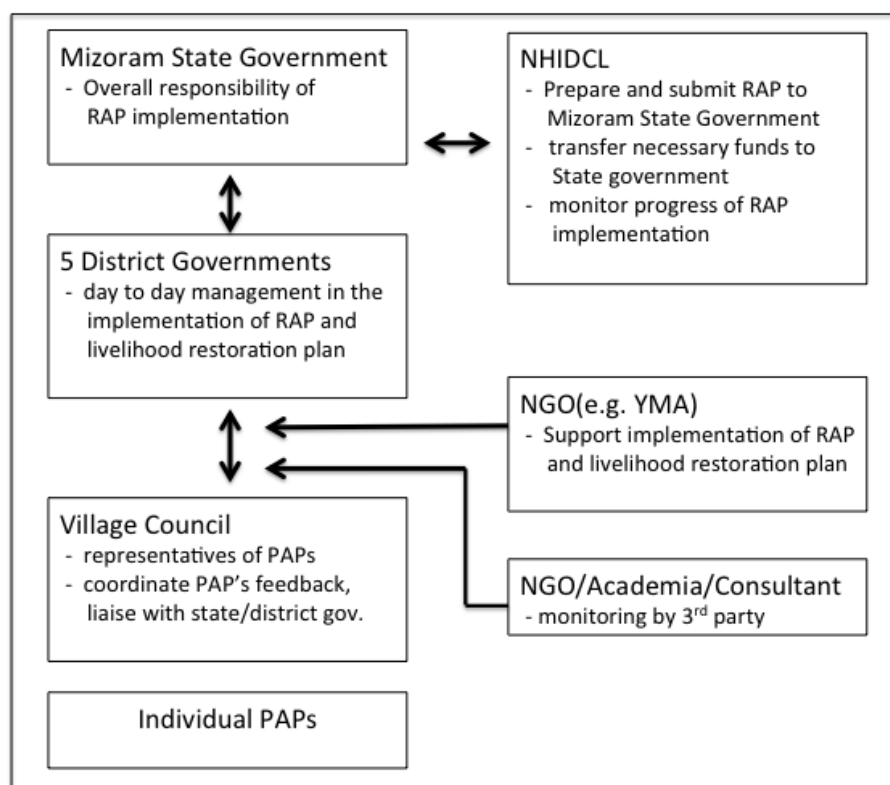 Mizoram State Government
- Overall responsibility of
RAP implementation
NHIDCL
- Prepare and submit RAP to
Mizoram State Government
- transfer necessary funds to
State government
- monitor progress of RAP
implementation
5 District Governments
- day to day management in the
implementation of RAP and
livelihood restoration plan
NGO(e.g. YMA)
- Support implementation of RAP
and livelihood restoration plan
Village Council
- representatives of PAPs
- coordinate PAP's feedback,
liaise with state/district gov.
NGO/Academia/Consultant
- monitoring by 3rd party
Individual PAPs